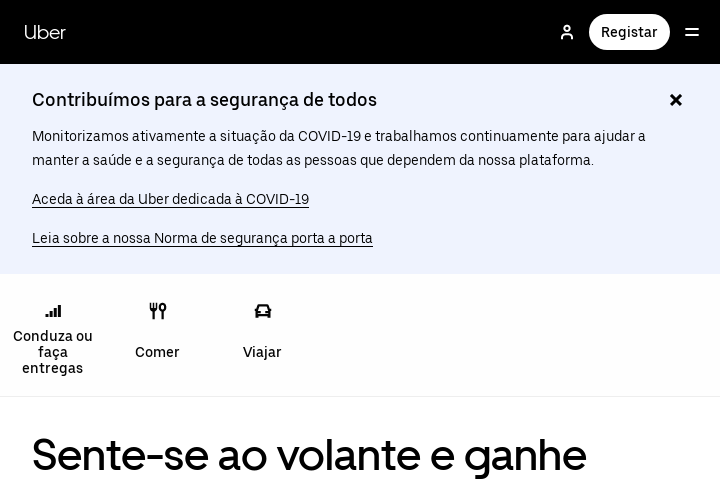 Uber
Registar
Contribuímos para a segurança de todos
Monitorizamos ativamente a situação da COVID-19 e trabalhamos continuamente para ajudar a
manter a saúde e a segurança de todas as pessoas que dependem da nossa plataforma.
Aceda à área da Uber dedicada à COVID-19
Leia sobre a nossa Norma de segurança porta a porta
Conduza ou
faça
entregas
Comer
Viajar
Sente-se ao volante e ganhe